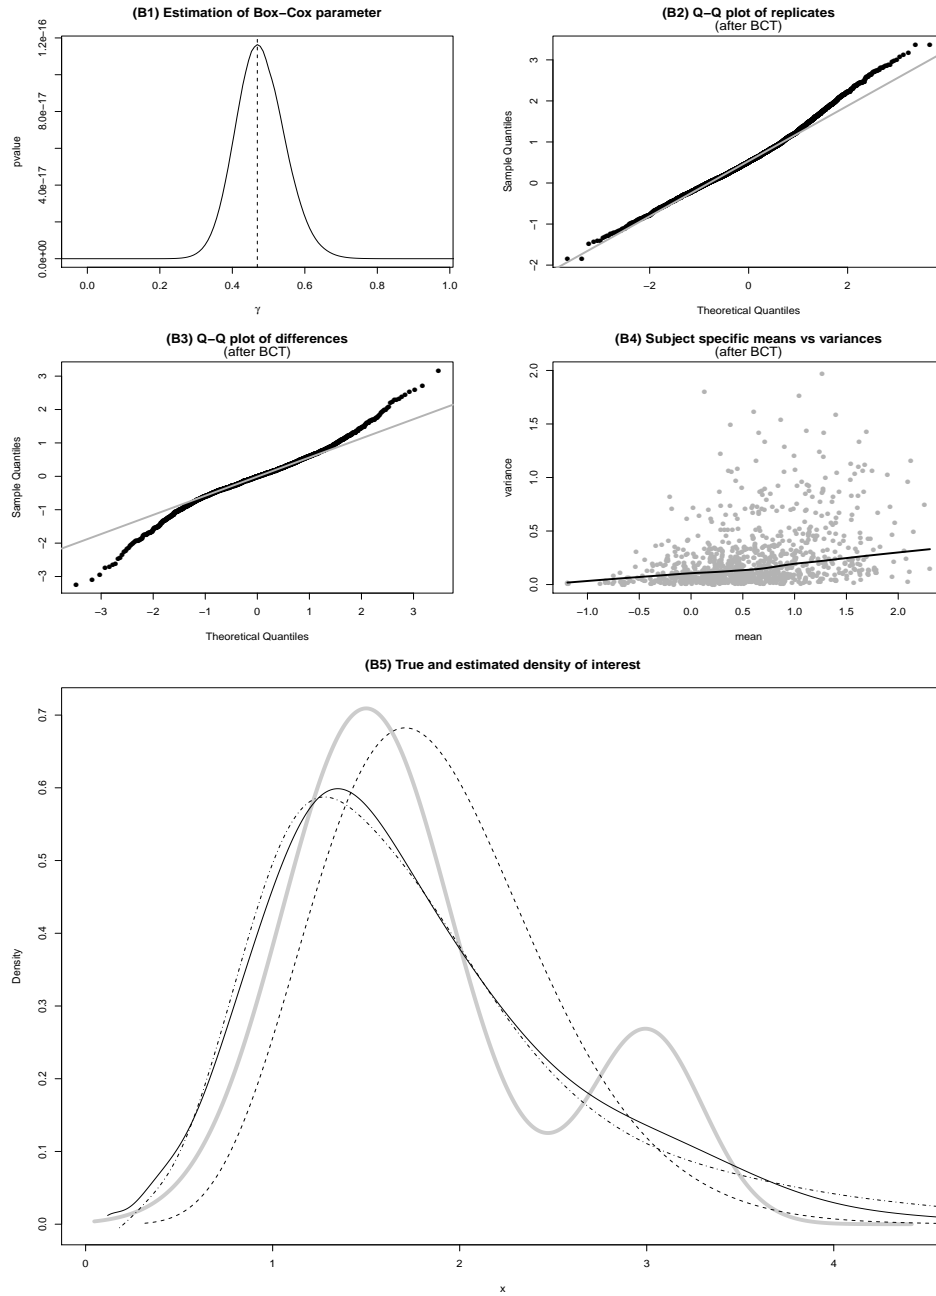 (B1) Estimation of Box−Cox parameter
pvalue
0.0e+00 4.0e−17 8.0e−17 1.2e−16
0.0 0.2 0.4 0.6 0.8 1.0
γ
(B2) Q−Q plot of replicates
(after BCT)
Sample Quantiles
−2 −1 0 1 2 3
−2 0 2
Theoretical Quantiles
(B3) Q−Q plot of differences
(after BCT)
Sample Quantiles
−3 −2 −1 0 1 2 3
−3 −2 −1 0 1 2 3
Theoretical Quantiles
(B4) Subject specific means vs variances
(after BCT)
variance
0.0 0.5 1.0 1.5 2.0
−1.0 −0.5 0.0 0.5 1.0 1.5 2.0
mean
(B5) True and estimated density of interest
Density
0.0 0.1 0.2 0.3 0.4 0.5 0.6 0.7
0 1 2 3 4
x